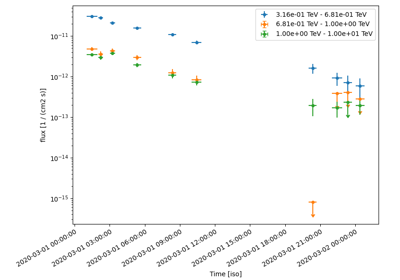 3.16e-01 TeV - 6.81e-01 TeV
6.81e-01 TeV - 1.00e+00 TeV
1.00e+00 TeV - 1.00e+01 TeV
flux [1 / (cm2 s)]
10⁻¹¹
10⁻¹²
10⁻¹³
10⁻¹⁴
10⁻¹⁵
2020-03-01 00:00:00
2020-03-01 03:00:00
2020-03-01 06:00:00
2020-03-01 09:00:00
2020-03-01 12:00:00
2020-03-01 15:00:00
2020-03-01 18:00:00
2020-03-01 21:00:00
2020-03-02 00:00:00
Time [iso]